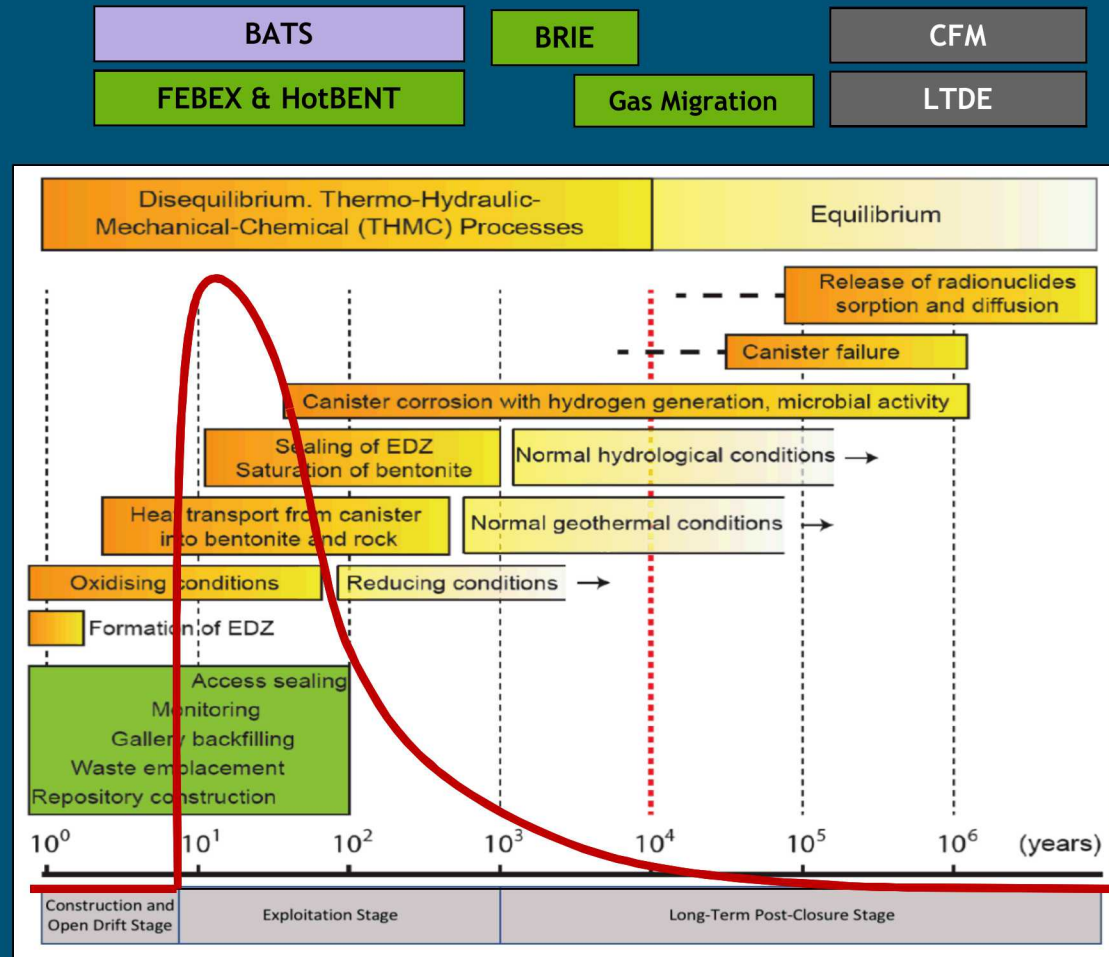 BATS
BRIE
CFM
FEBEX & HotBENT
Gas Migration
LTDE
Disequilibrium. Thermo-Hydraulic-
Mechanical-Chemical (THMC) Processes
Equilibrium
Release of radionuclides
sorption and diffusion
Canister failure
Canister corrosion with hydrogen generation, microbial activity
Sealing of EDZ
Saturation of bentonite
Normal hydrological conditions
Heat transport from canister
into bentonite and rock
Normal geothermal conditions
Oxidising conditions
Reducing conditions
Formation of EDZ
Access sealing
Monitoring
Gallery backfilling
Waste emplacement
Repository construction
10⁰ 10¹ 10² 10³ 10⁴ 10⁵ 10⁶ (years)
Construction and
Open Drift Stage
Exploitation Stage
Long-Term Post-Closure Stage